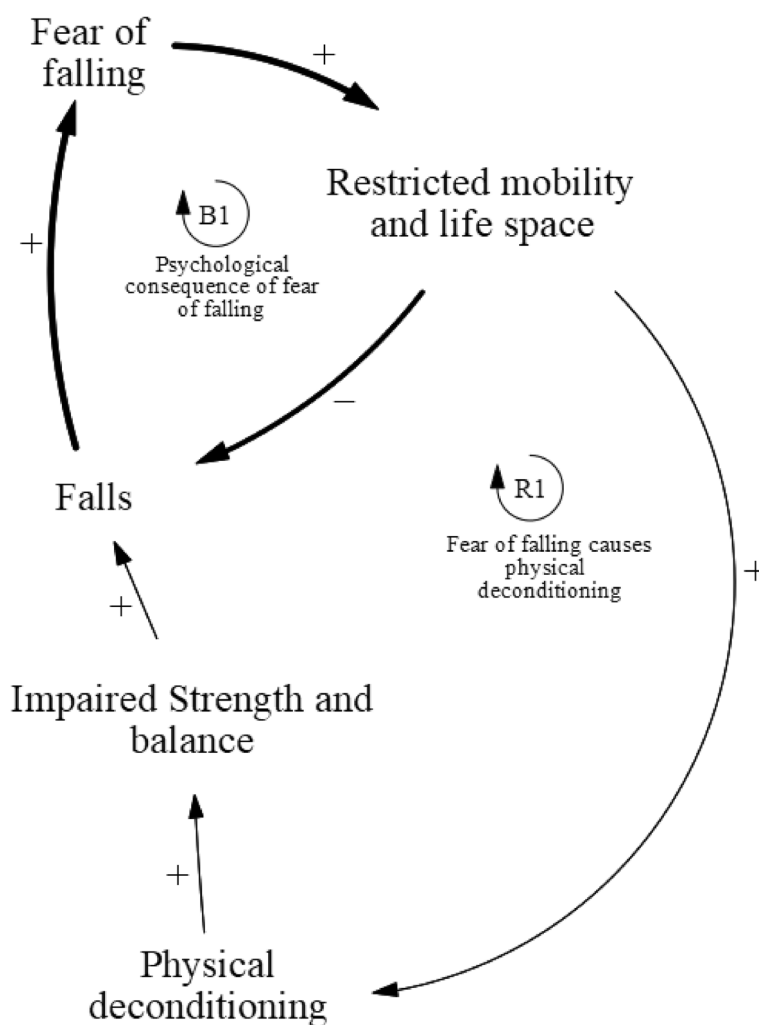 Fear of
falling
+
Restricted mobility
and life space
B1
Psychological
consequence of fear
of falling
+
−
Falls
R1
Fear of falling causes
physical
deconditioning
+
+
Impaired Strength and
balance
+
Physical
deconditioning